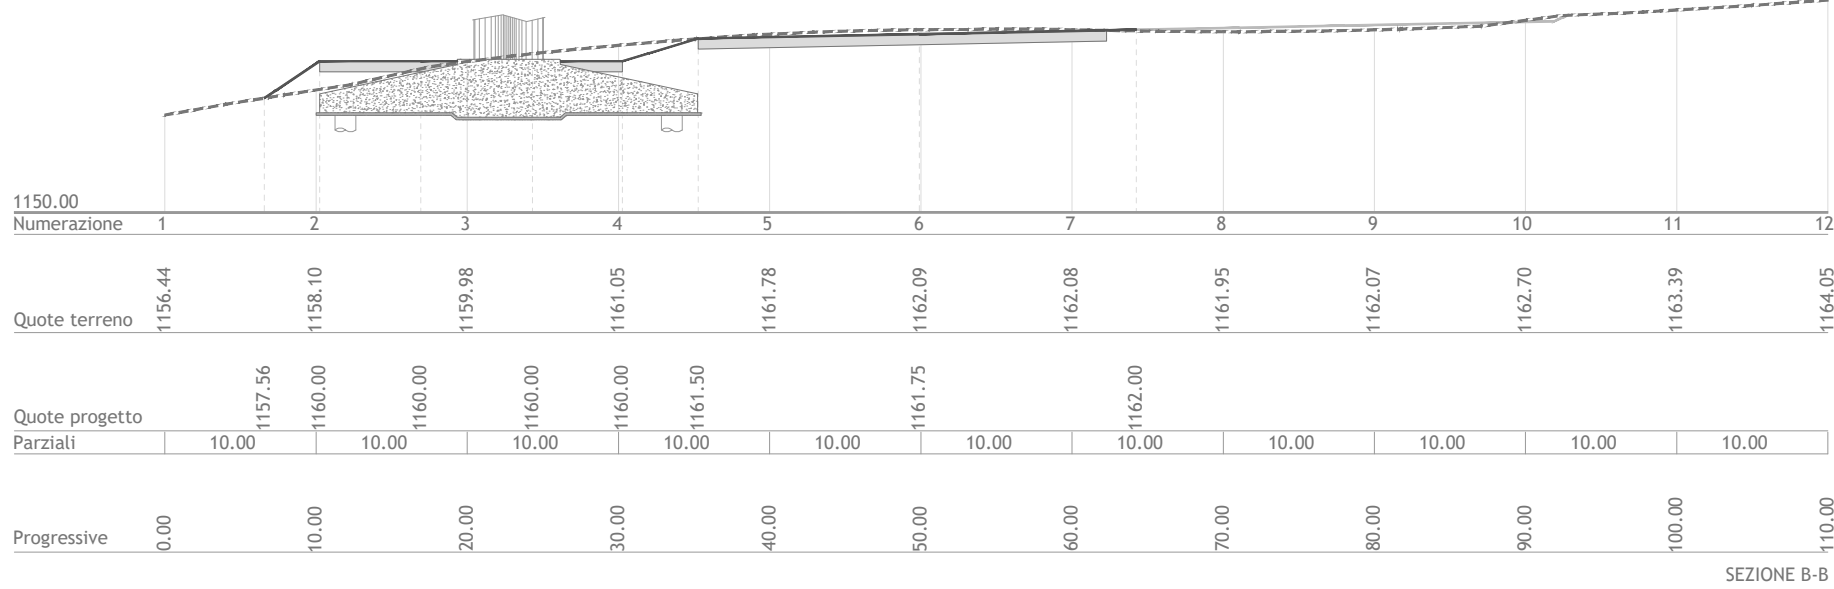 1150.00
Numerazione 1 2 3 4 5 6 7 8 9 10 11 12
Quote terreno 1156.44 1158.10 1159.98 1161.05 1161.78 1162.09 1162.08 1161.95 1162.07 1162.70 1163.39 1164.05
Quote progetto 1157.56 1160.00 1160.00 1160.00 1160.00 1161.50 1161.75 1162.00
Parziali 10.00 10.00 10.00 10.00 10.00 10.00 10.00 10.00 10.00 10.00 10.00
Progressive 0.00 10.00 20.00 30.00 40.00 50.00 60.00 70.00 80.00 90.00 100.00 110.00
SEZIONE B-B